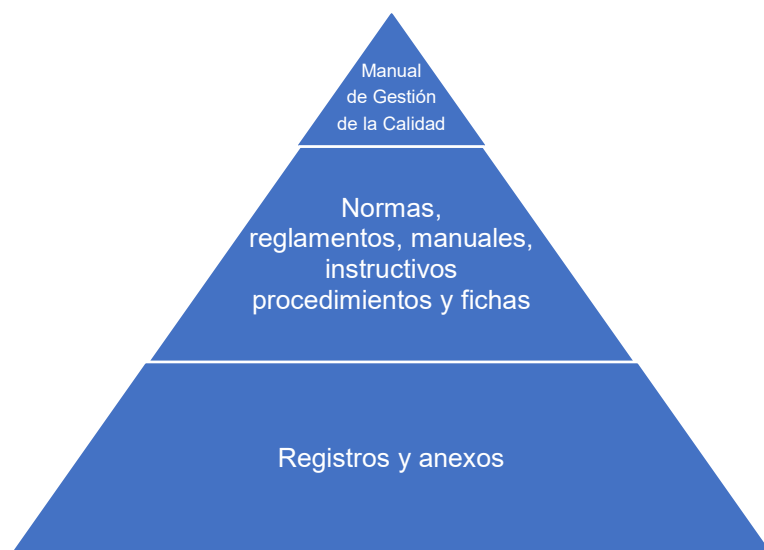 Manual
de Gestión
de la Calidad
Normas,
reglamentos, manuales,
instructivos
procedimientos y fichas
Registros y anexos